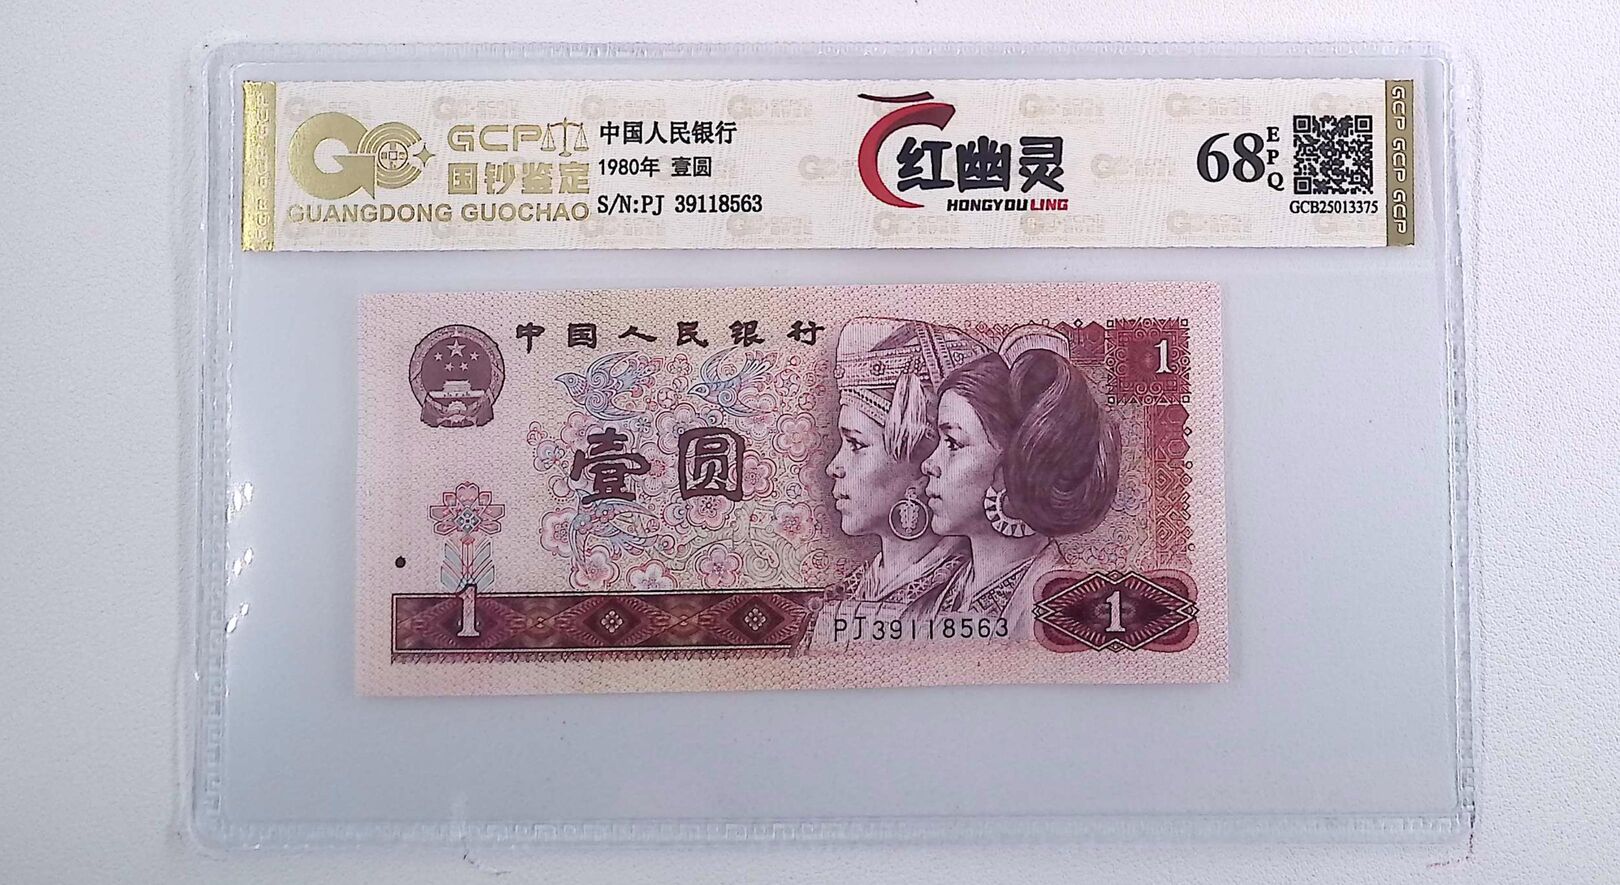 GCP
国钞鉴定
GUANGDONG GUOCHAO
中国人民银行
1980年 壹圆
S/N:PJ 39118563
红幽灵
HONGYOULING
68
EPQ
GCB25013375
GCP GCP GCP
中国人民银行
1
壹圆
1
PJ39118563
1